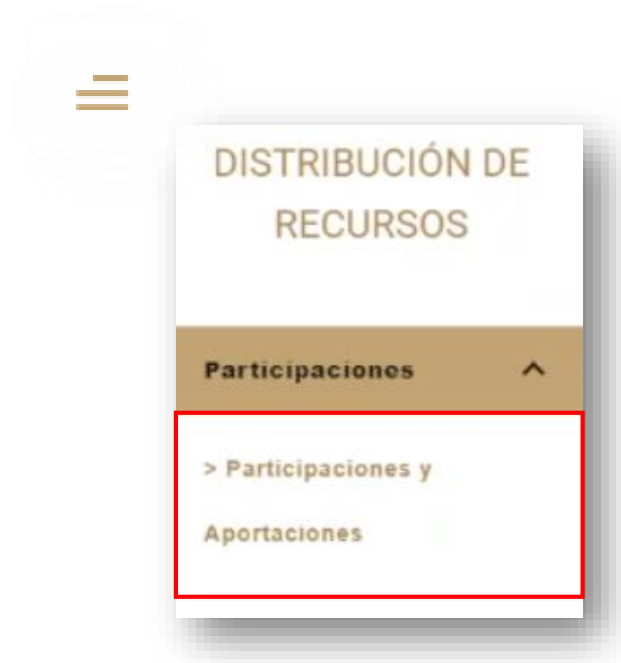 DISTRIBUCIÓN DE
RECURSOS
Participaciones
> Participaciones y
Aportaciones